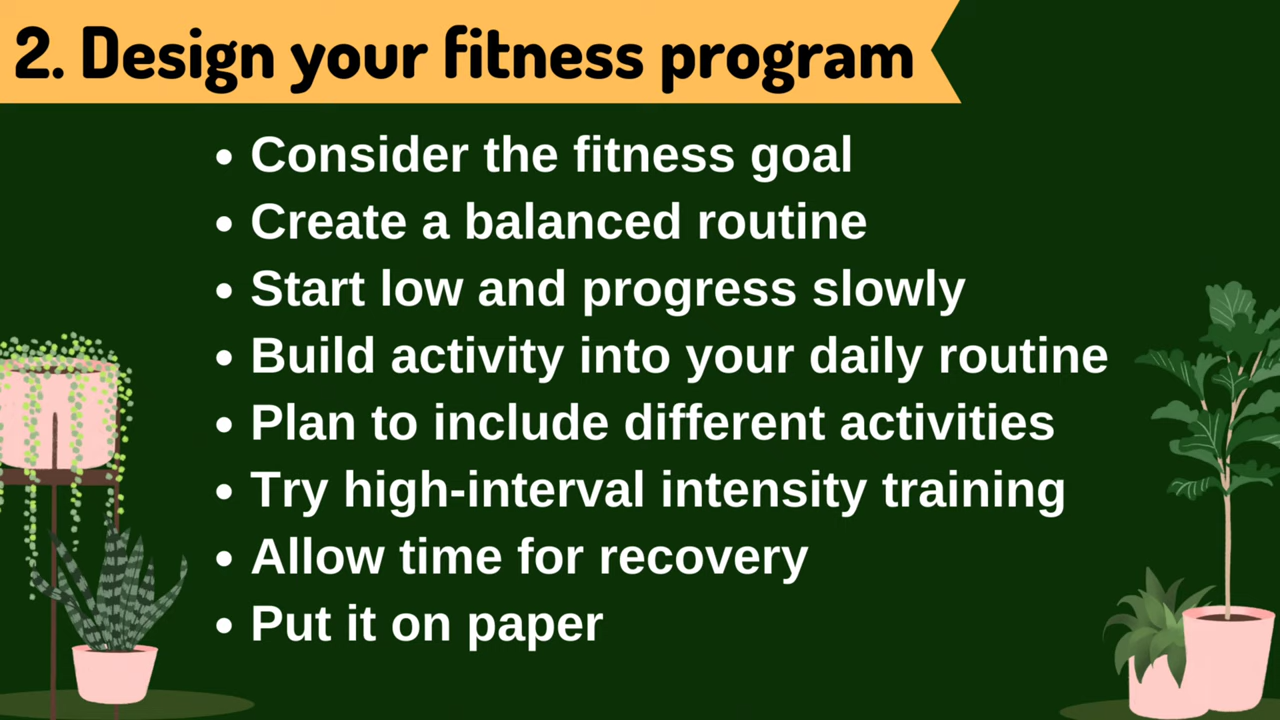 2. Design your fitness program
• Consider the fitness goal
• Create a balanced routine
• Start low and progress slowly
• Build activity into your daily routine
• Plan to include different activities
• Try high-interval intensity training
• Allow time for recovery
• Put it on paper